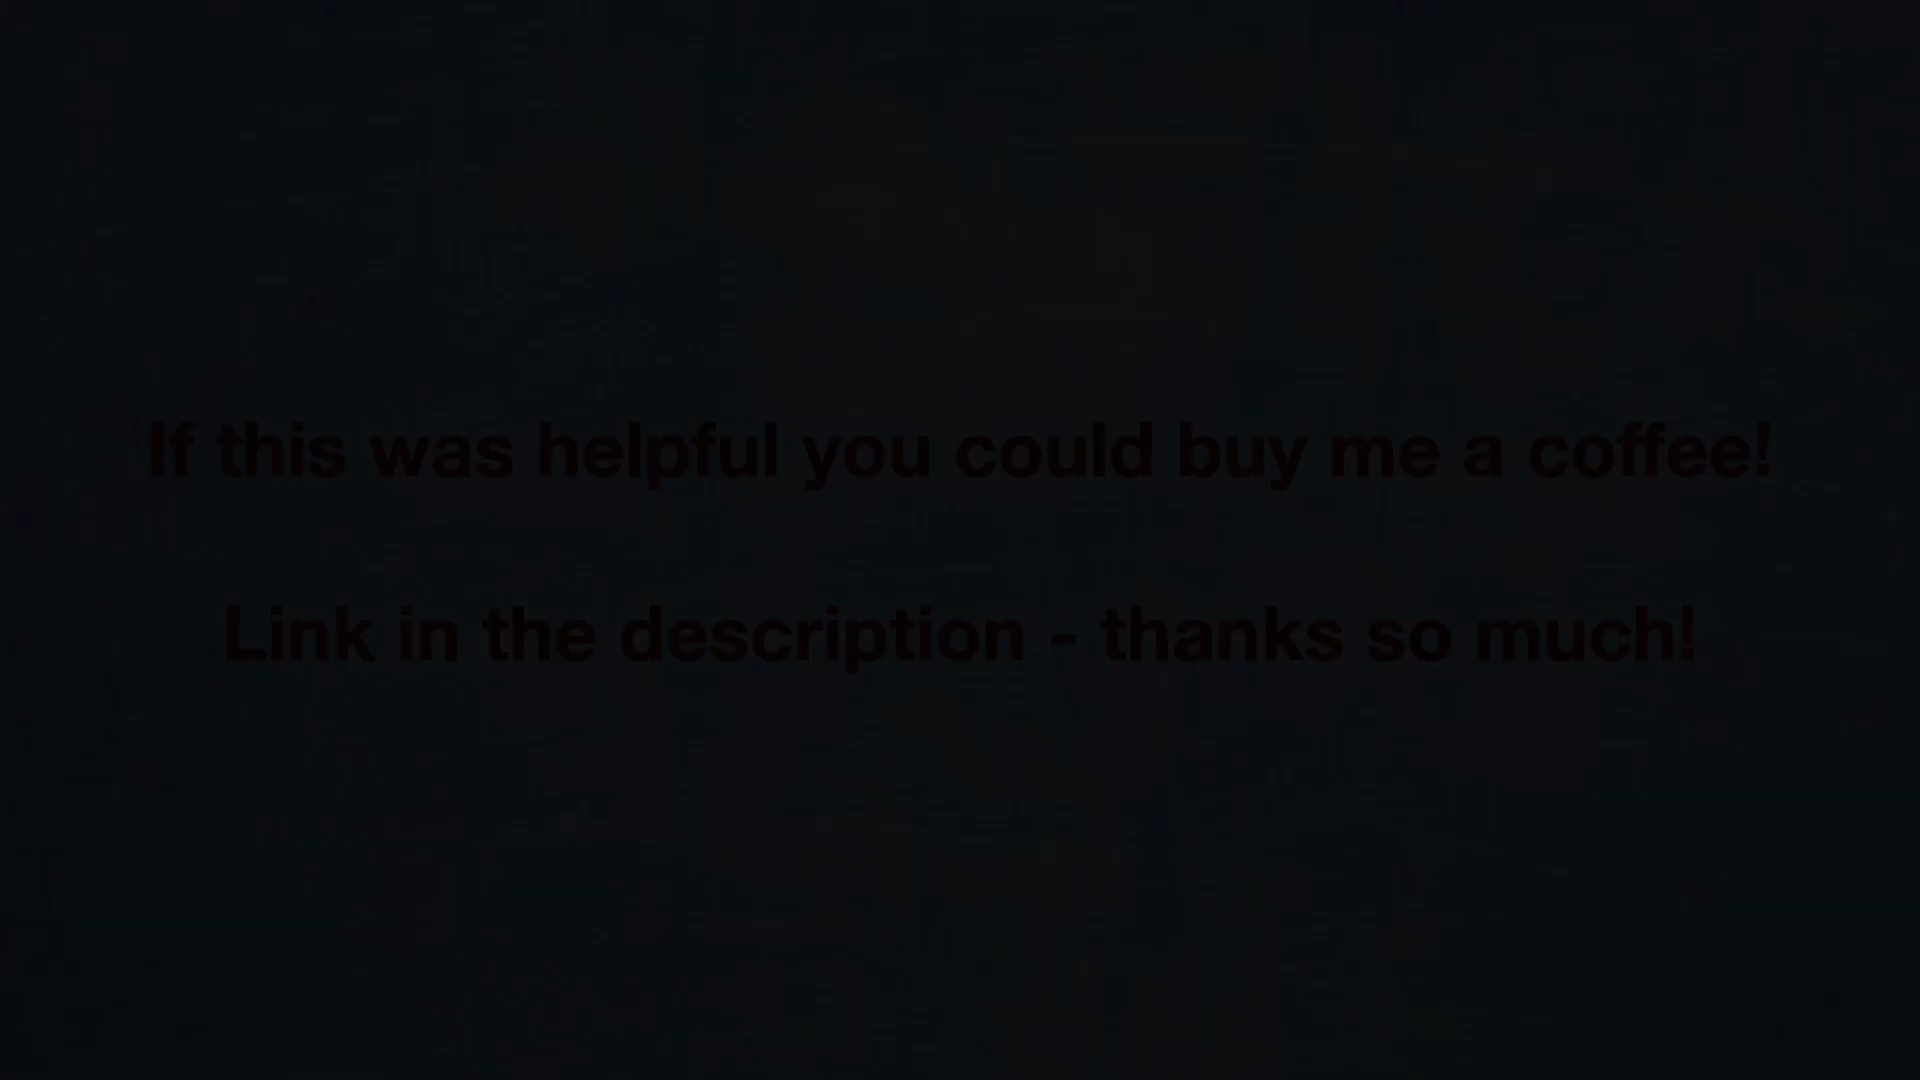 If this was helpful you could buy me a coffee!
Link in the description - thanks so much!